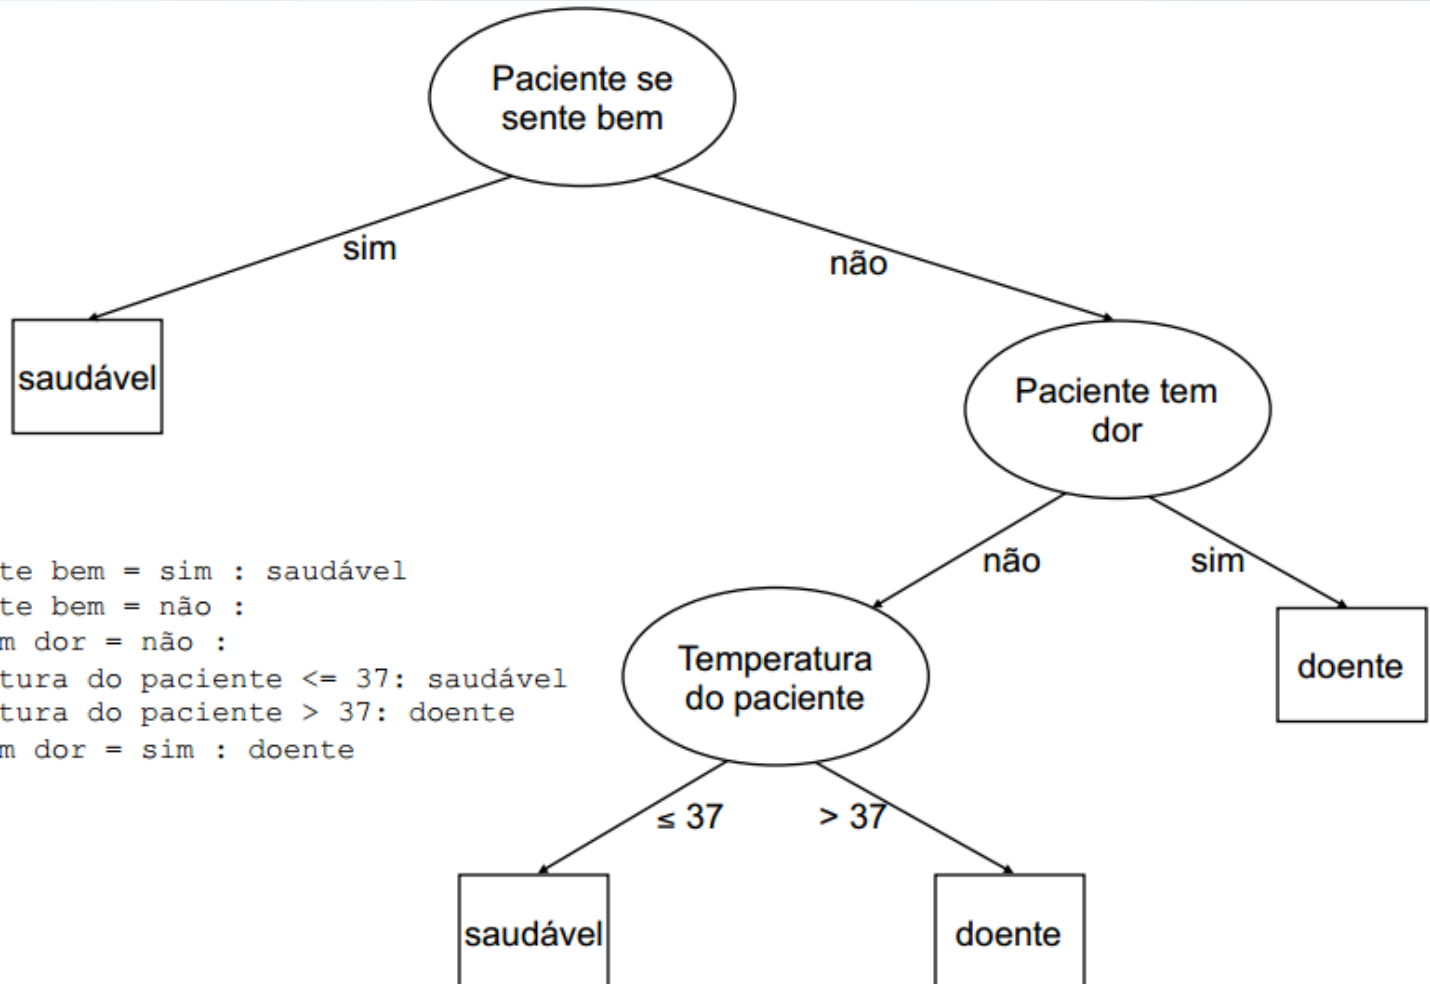 Paciente se
sente bem
sim
não
saudável
Paciente tem
dor
não
sim
te bem = sim : saudável
te bem = não :
m dor = não :
tura do paciente <= 37: saudável
tura do paciente > 37: doente
m dor = sim : doente
Temperatura
do paciente
doente
≤ 37
> 37
saudável
doente